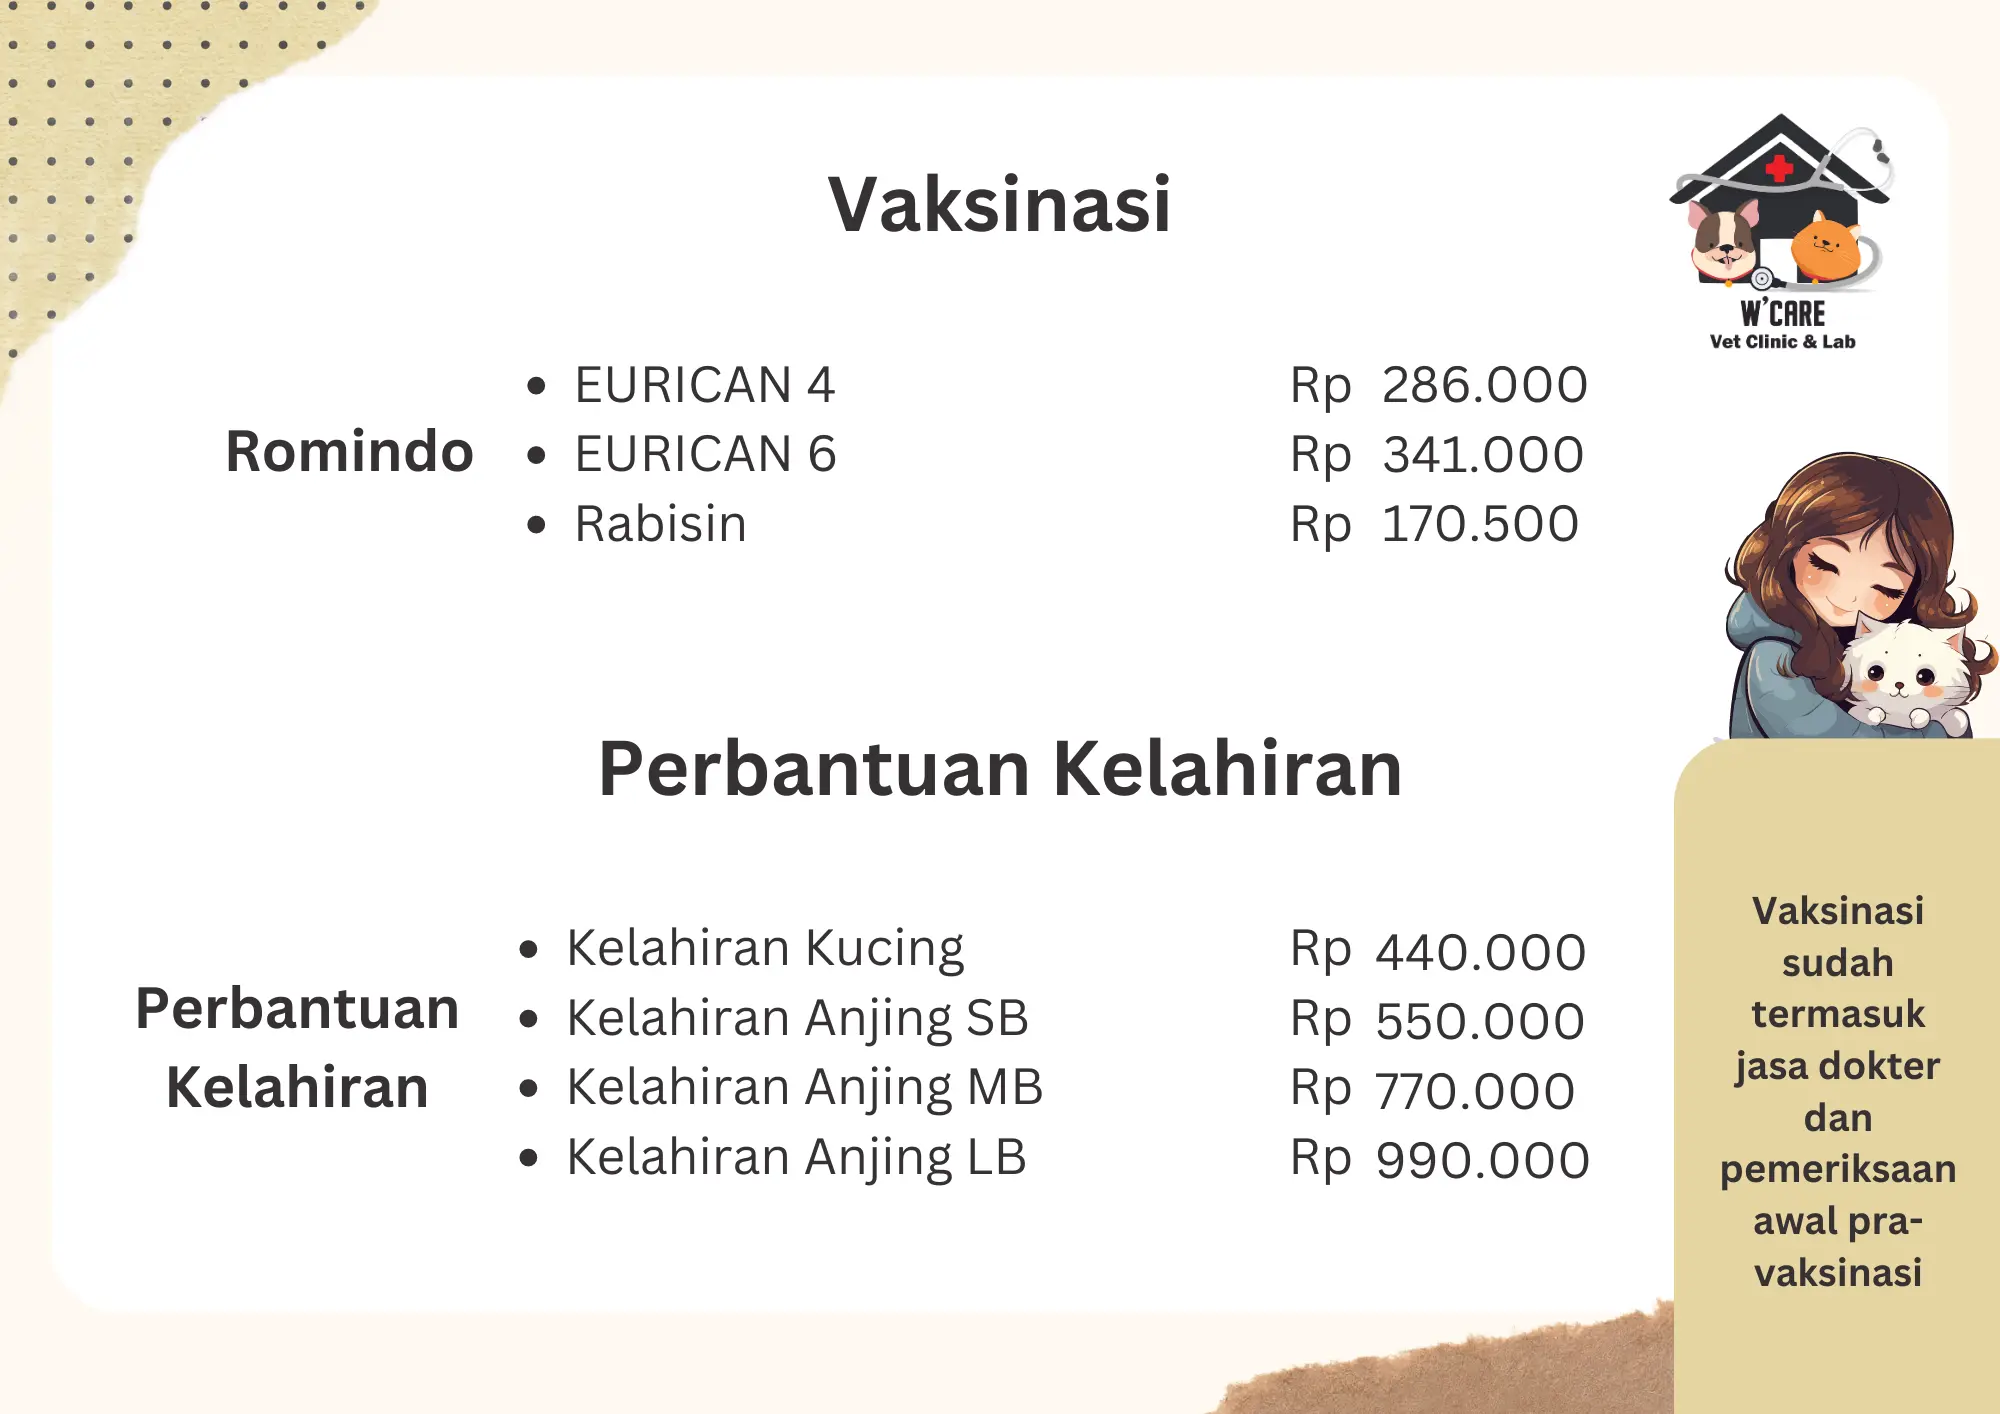 Vaksinasi
W'CARE
Vet Clinic & Lab
Romindo
• EURICAN 4 Rp 286.000
• EURICAN 6 Rp 341.000
• Rabisin Rp 170.500
Perbantuan Kelahiran
Perbantuan
Kelahiran
• Kelahiran Kucing Rp 440.000
• Kelahiran Anjing SB Rp 550.000
• Kelahiran Anjing MB Rp 770.000
• Kelahiran Anjing LB Rp 990.000
Vaksinasi
sudah
termasuk
jasa dokter
dan
pemeriksaan
awal pra-
vaksinasi